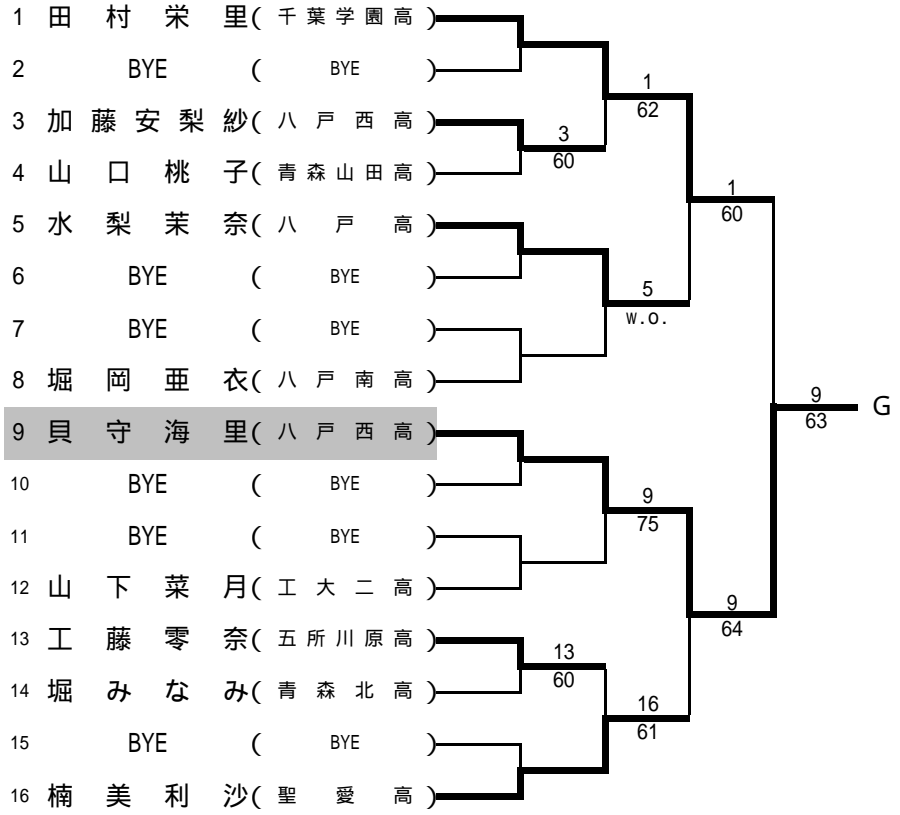 1 田村栄里(千葉学園高)
2 BYE (BYE)
1
62
3 加藤安梨紗(八戸西高)
3
60
4 山口桃子(青森山田高)
1
60
5 水梨茉奈(八戸高)
6 BYE (BYE)
5
w.o.
7 BYE (BYE)
8 堀岡亜衣(八戸南高)
9
63
G
9 貝守海里(八戸西高)
10 BYE (BYE)
9
75
11 BYE (BYE)
12 山下菜月(工大二高)
9
64
13 工藤零奈(五所川原高)
13
60
14 堀みなみ(青森北高)
16
61
15 BYE (BYE)
16 楠美利沙(聖愛高)